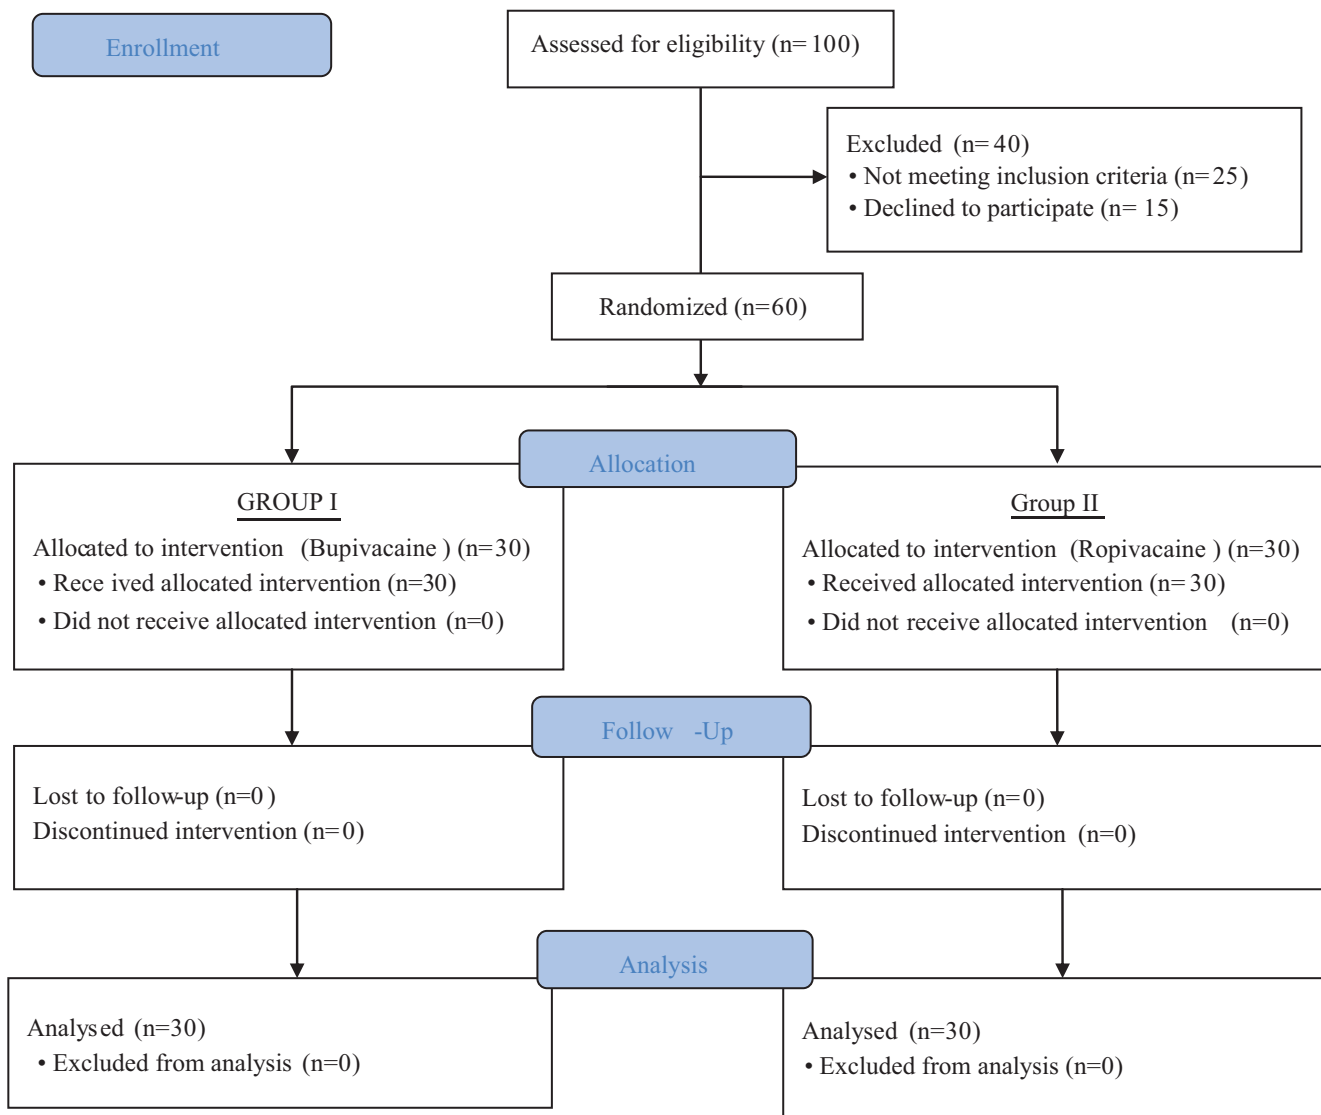 Enrollment
Assessed for eligibility (n=100)
Excluded (n=40)
• Not meeting inclusion criteria (n=25)
• Declined to participate (n= 15)
Randomized (n=60)
Allocation
GROUP I
Allocated to intervention (Bupivacaine ) (n=30)
• Rece ived allocated intervention (n=30)
• Did not receive allocated intervention (n=0)
Group II
Allocated to intervention (Ropivacaine ) (n=30)
• Received allocated intervention (n=30)
• Did not receive allocated intervention (n=0)
Follow -Up
Lost to follow-up (n=0 )
Discontinued intervention (n=0)
Lost to follow-up (n=0)
Discontinued intervention (n=0)
Analysis
Analysed (n=30)
• Excluded from analysis (n=0)
Analysed (n=30)
• Excluded from analysis (n=0)